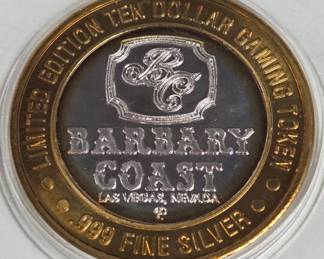 LIMITED EDITION TEN DOLLAR GAMING TOKEN
BC
BARBARY
COAST
LAS VEGAS, NEVADA
.999 FINE SILVER